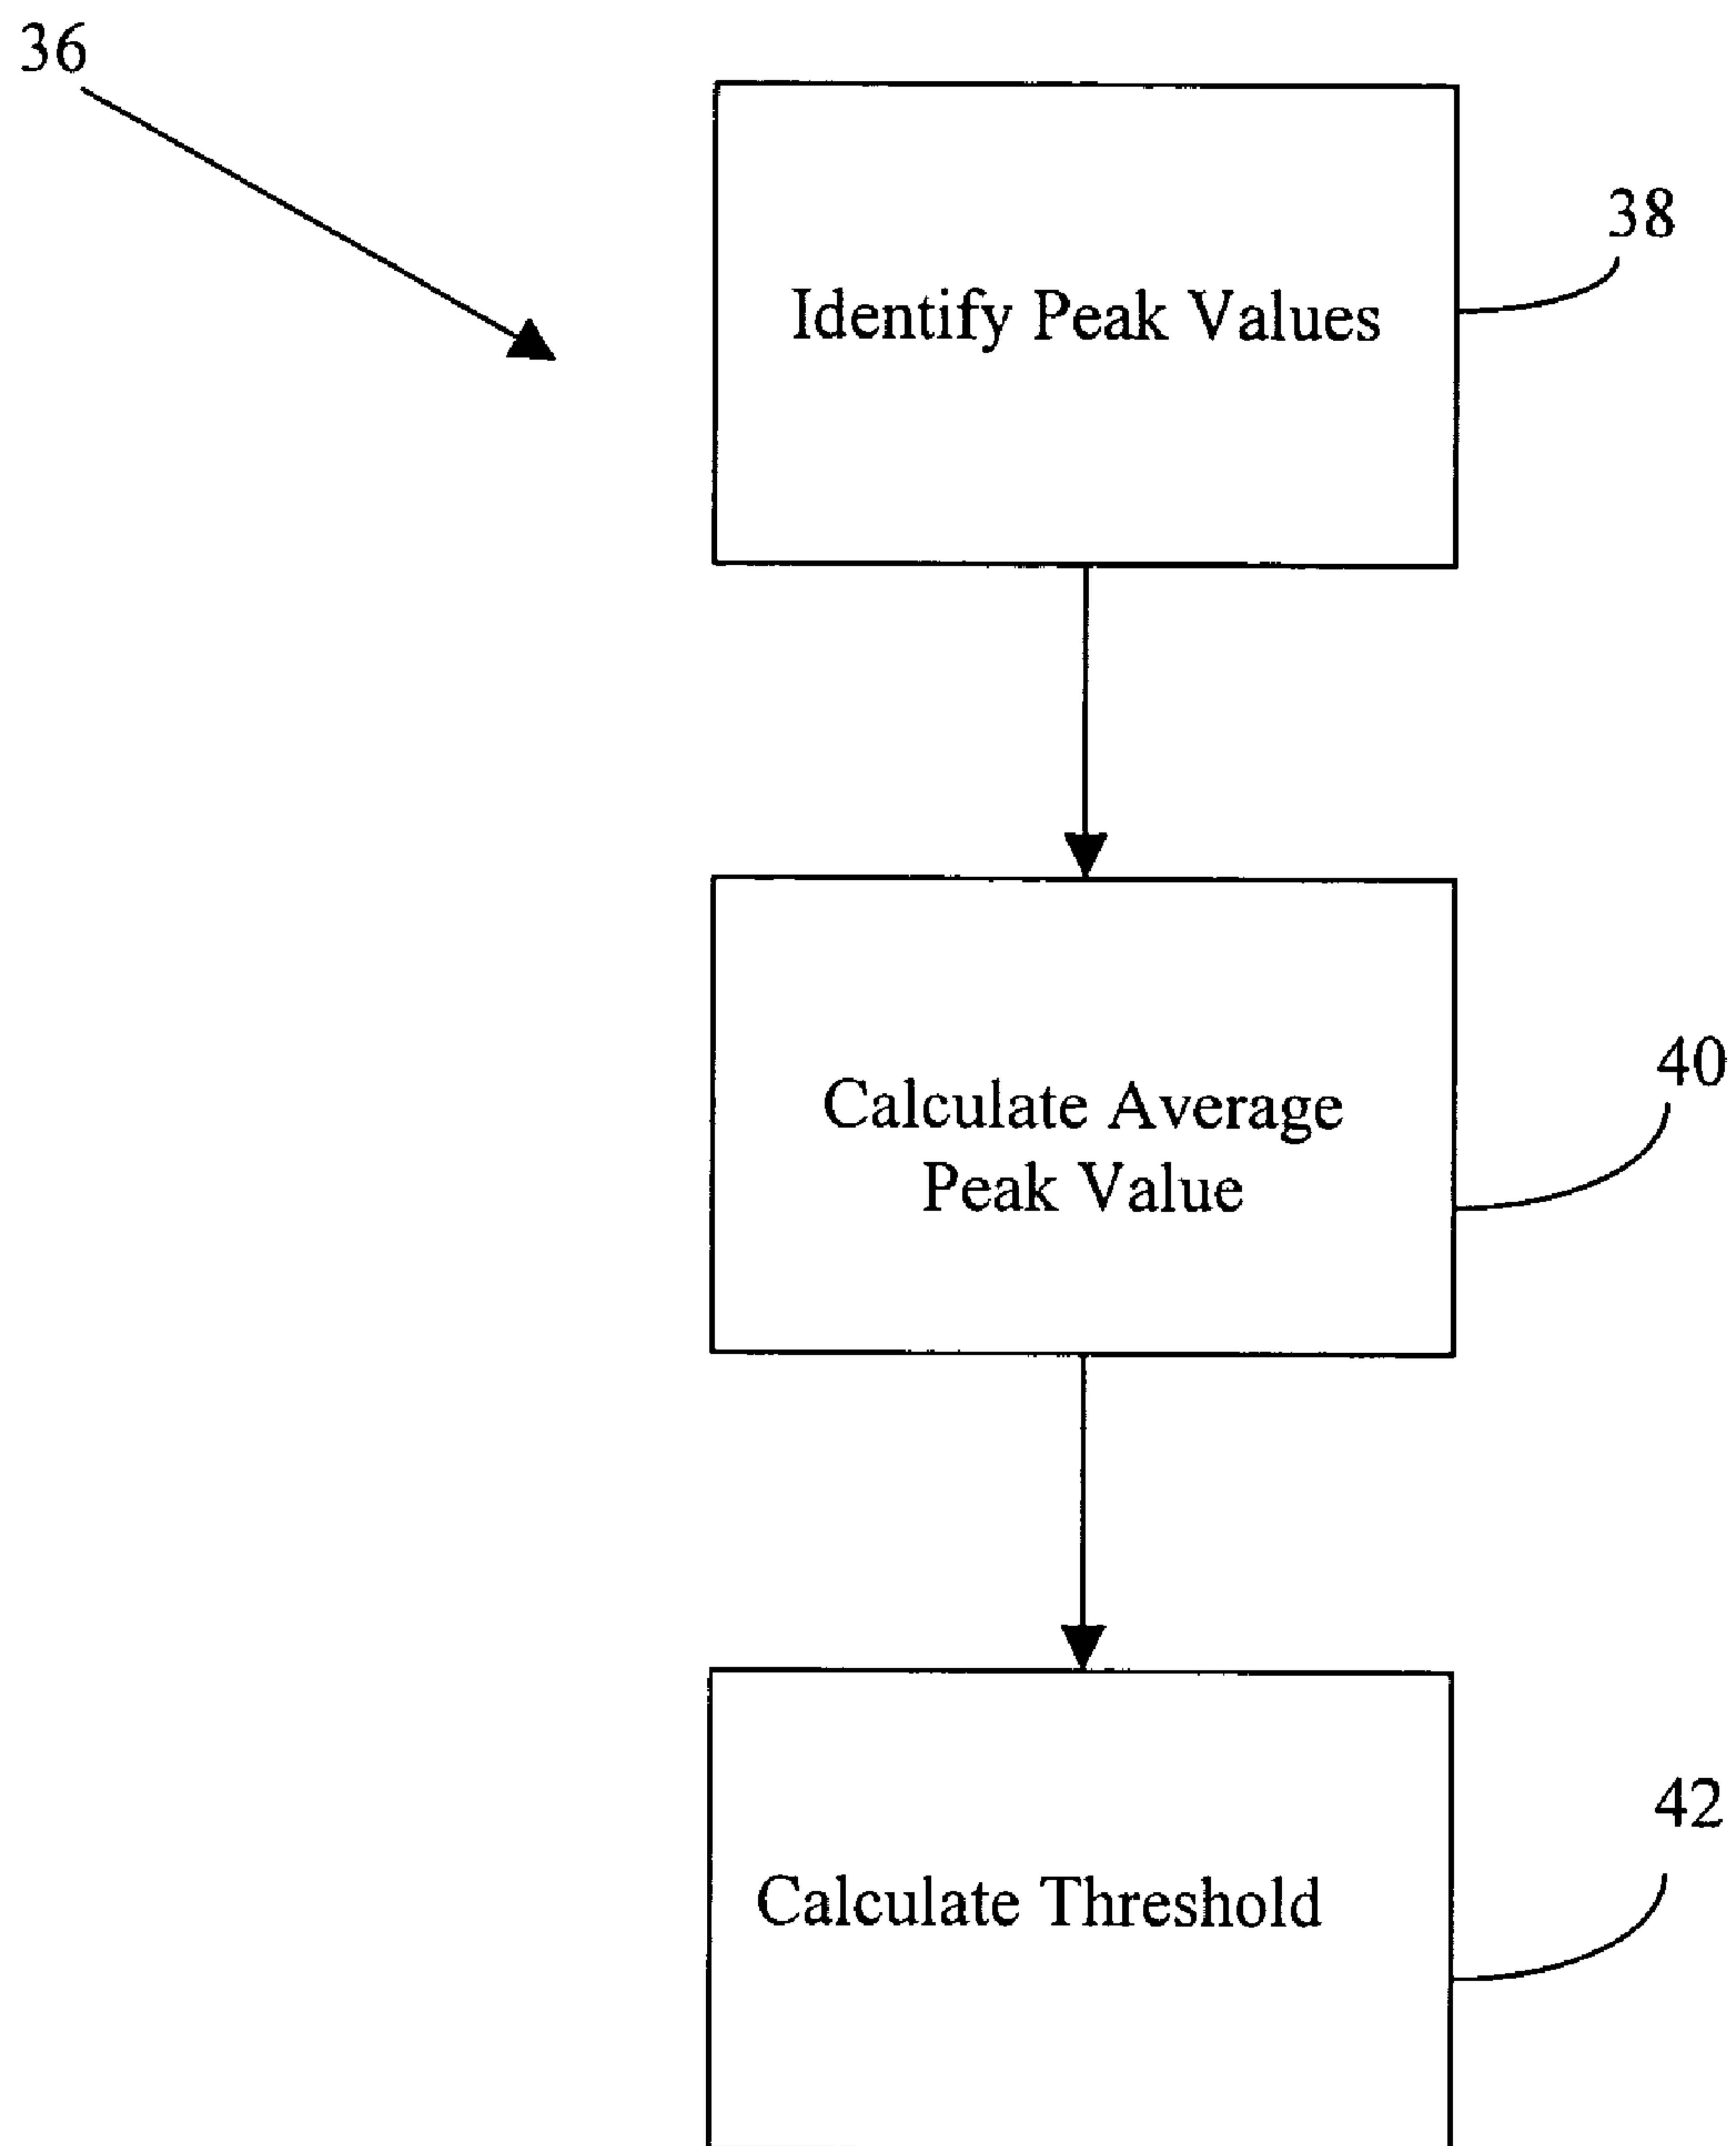 36
38
Identify Peak Values
40
Calculate Average
Peak Value
42
Calculate Threshold